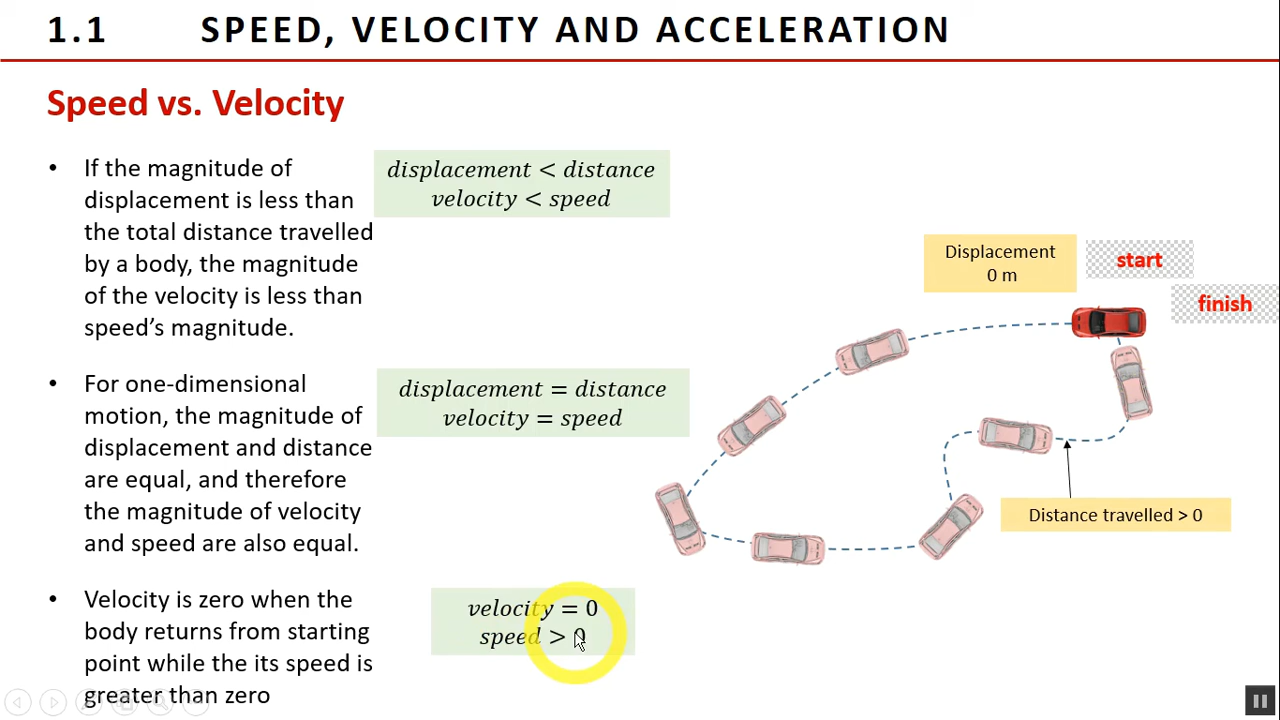 1.1 SPEED, VELOCITY AND ACCELERATION
Speed vs. Velocity
• If the magnitude of
displacement is less than
the total distance travelled
by a body, the magnitude
of the velocity is less than
speed’s magnitude.
displacement < distance
velocity < speed
• For one-dimensional
motion, the magnitude of
displacement and distance
are equal, and therefore
the magnitude of velocity
and speed are also equal.
displacement = distance
velocity = speed
• Velocity is zero when the
body returns from starting
point while the its speed is
greater than zero
velocity = 0
speed > 0
Displacement
0 m
start
finish
Distance travelled > 0